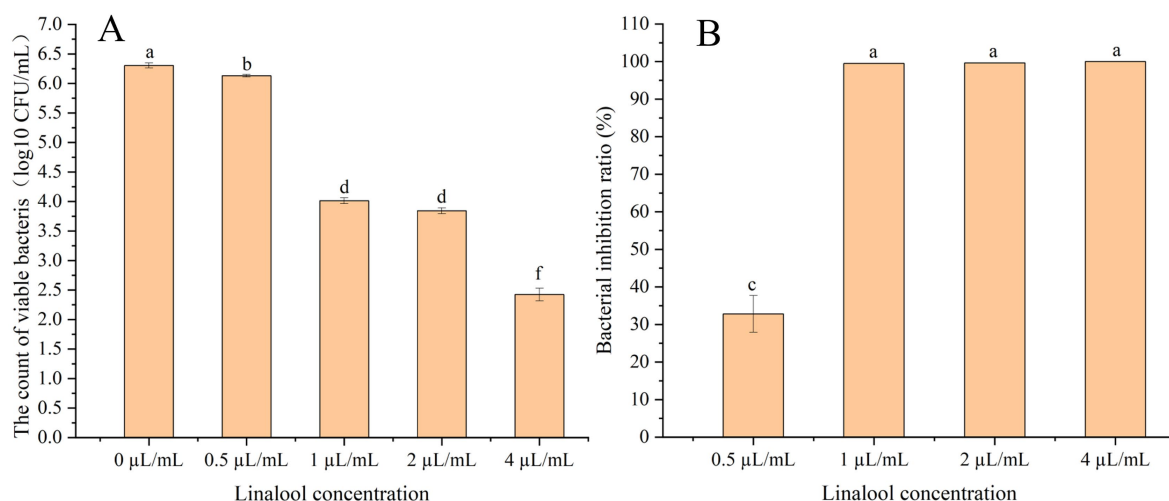 A
The count of viable bacteris（log10 CFU/mL）
7.0
6.5
6.0
5.5
5.0
4.5
4.0
3.5
3.0
2.5
2.0
1.5
1.0
0.5
0.0
a
b
d
d
f
0 µL/mL 0.5 µL/mL 1 µL/mL 2 µL/mL 4 µL/mL
Linalool concentration
B
Bacterial inhibition ratio (%)
110
100
90
80
70
60
50
40
30
20
10
0
c
a
a
a
0.5 µL/mL 1 µL/mL 2 µL/mL 4 µL/mL
Linalool concentration